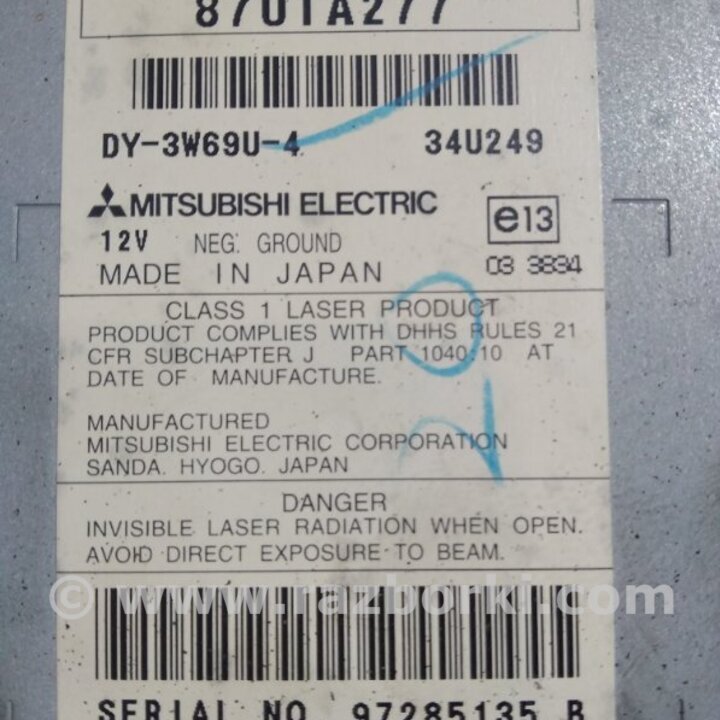 8701A277
DY-3W69U-4 34U249
MITSUBISHI ELECTRIC e13
12V NEG. GROUND
MADE IN JAPAN 03 3834
CLASS 1 LASER PRODUCT
PRODUCT COMPLIES WITH DHHS RULES 21
CFR SUBCHAPTER J PART 1040:10 AT
DATE OF MANUFACTURE.
20
MANUFACTURED
MITSUBISHI ELECTRIC CORPORATION
SANDA. HYOGO. JAPAN
DANGER
INVISIBLE LASER RADIATION WHEN OPEN.
AVOID DIRECT EXPOSURE TO BEAM.
© www.razborki.com
SERIAL NO. 97285135 B